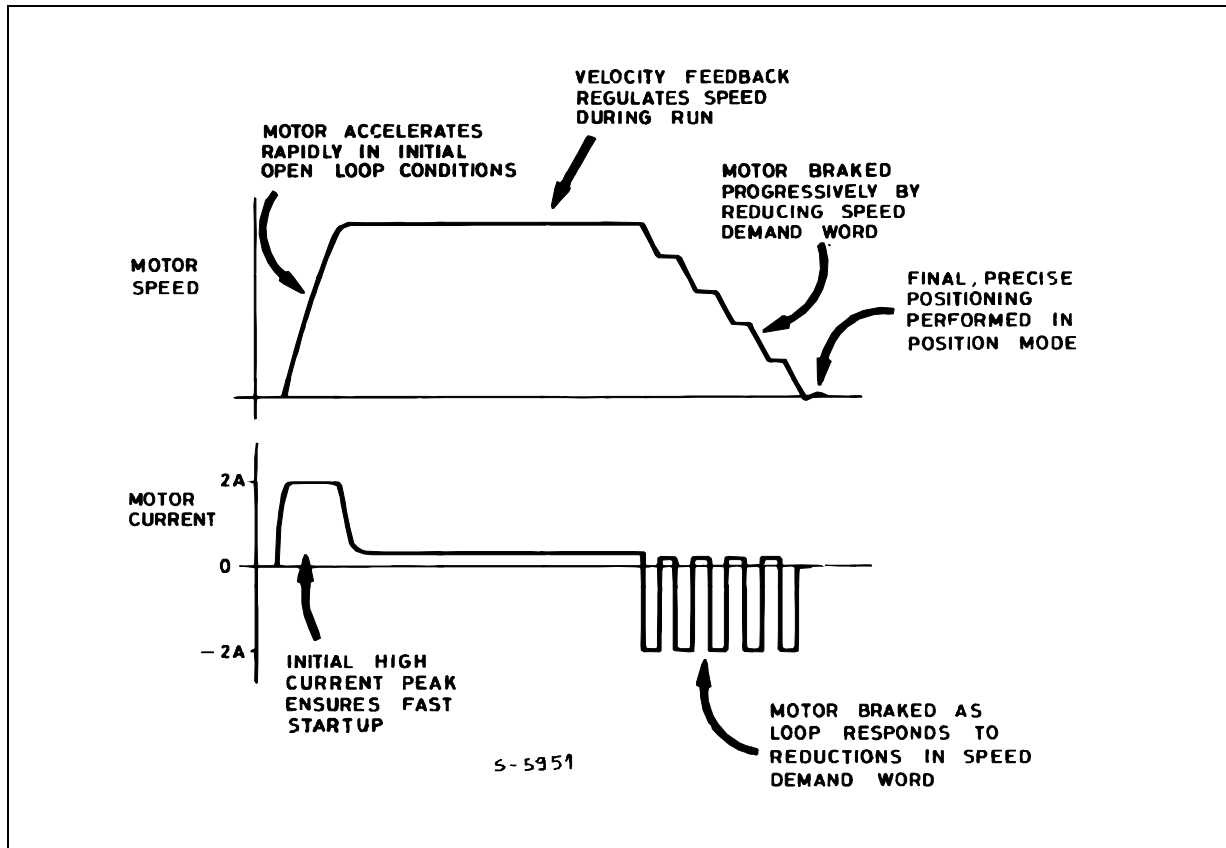 VELOCITY FEEDBACK
REGULATES SPEED
DURING RUN
MOTOR ACCELERATES
RAPIDLY IN INITIAL
OPEN LOOP CONDITIONS
MOTOR BRAKED
PROGRESSIVELY BY
REDUCING SPEED
DEMAND WORD
MOTOR
SPEED
FINAL, PRECISE
POSITIONING
PERFORMED IN
POSITION MODE
2A
MOTOR
CURRENT
0
-2A
INITIAL HIGH
CURRENT PEAK
ENSURES FAST
STARTUP
MOTOR BRAKED AS
LOOP RESPONDS TO
REDUCTIONS IN SPEED
DEMAND WORD
S-5951